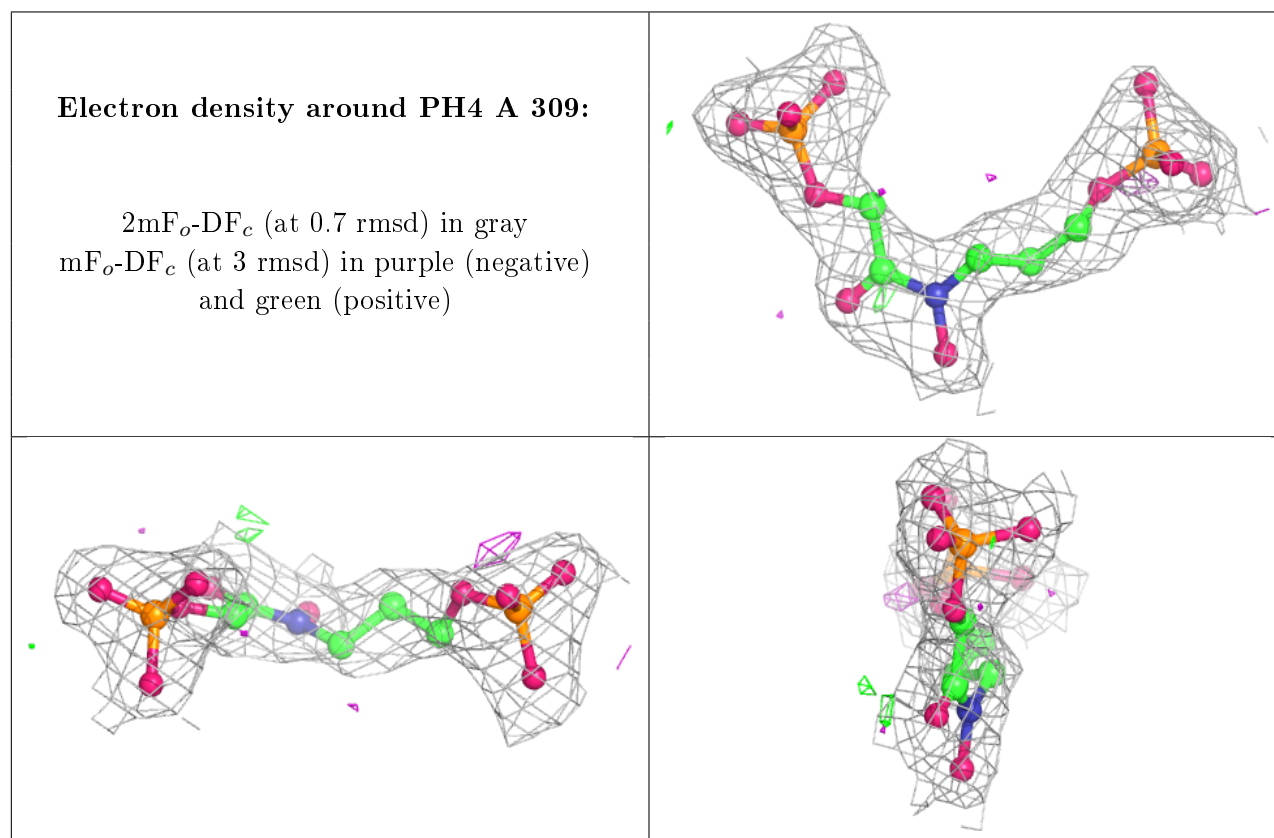 Electron density around PH4 A 309:
2mFₒ-DF𝒸 (at 0.7 rmsd) in gray
mFₒ-DF𝒸 (at 3 rmsd) in purple (negative)
and green (positive)